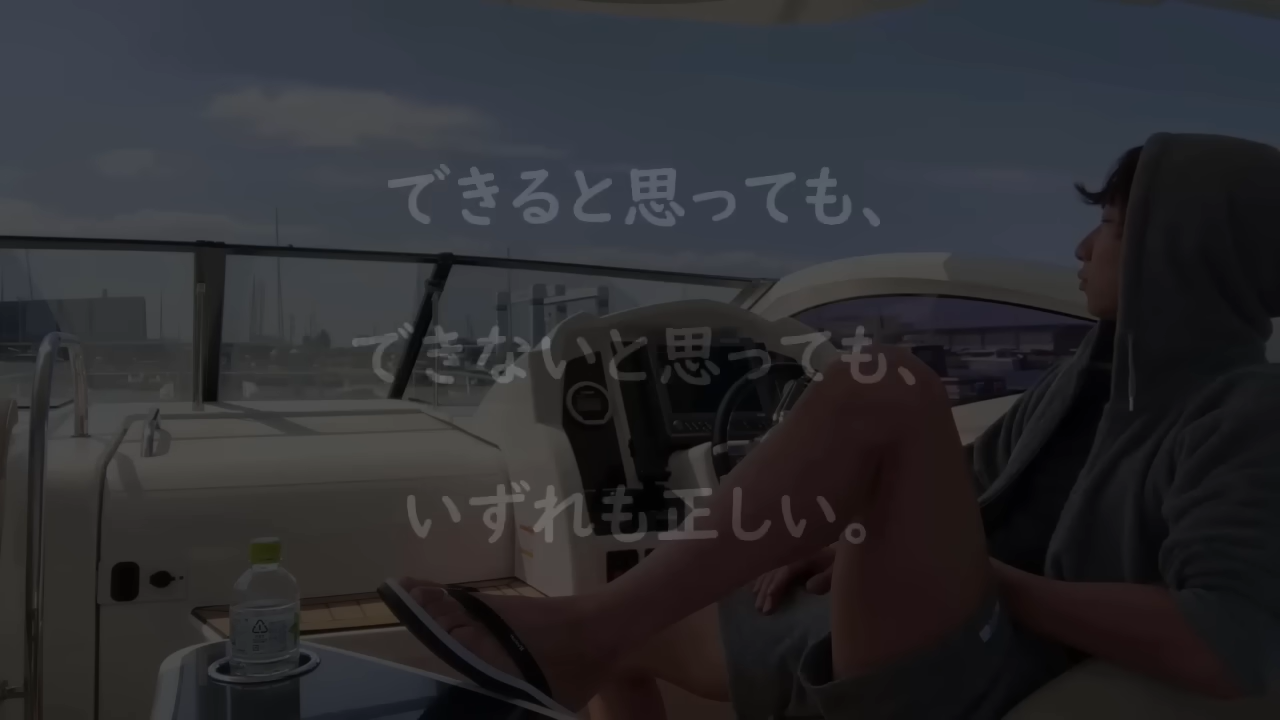 できると思っても、
できないと思っても、
いずれも正しい。